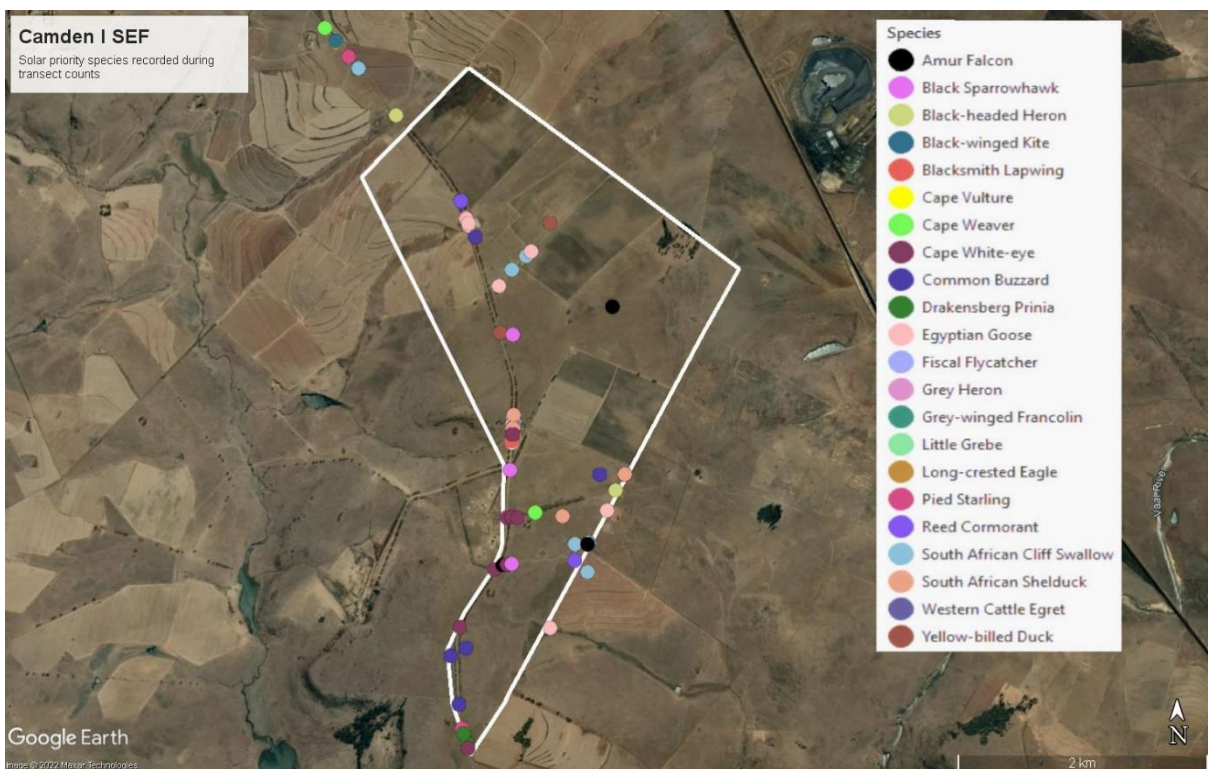 Camden I SEF
Solar priority species recorded during
transect counts
Species
Amur Falcon
Black Sparrowhawk
Black-headed Heron
Black-winged Kite
Blacksmith Lapwing
Cape Vulture
Cape Weaver
Cape White-eye
Common Buzzard
Drakensberg Prinia
Egyptian Goose
Fiscal Flycatcher
Grey Heron
Grey-winged Francolin
Little Grebe
Long-crested Eagle
Pied Starling
Reed Cormorant
South African Cliff Swallow
South African Shelduck
Western Cattle Egret
Yellow-billed Duck
Vaal River
Google Earth
Image © 2022 Maxar Technologies
N
2 km